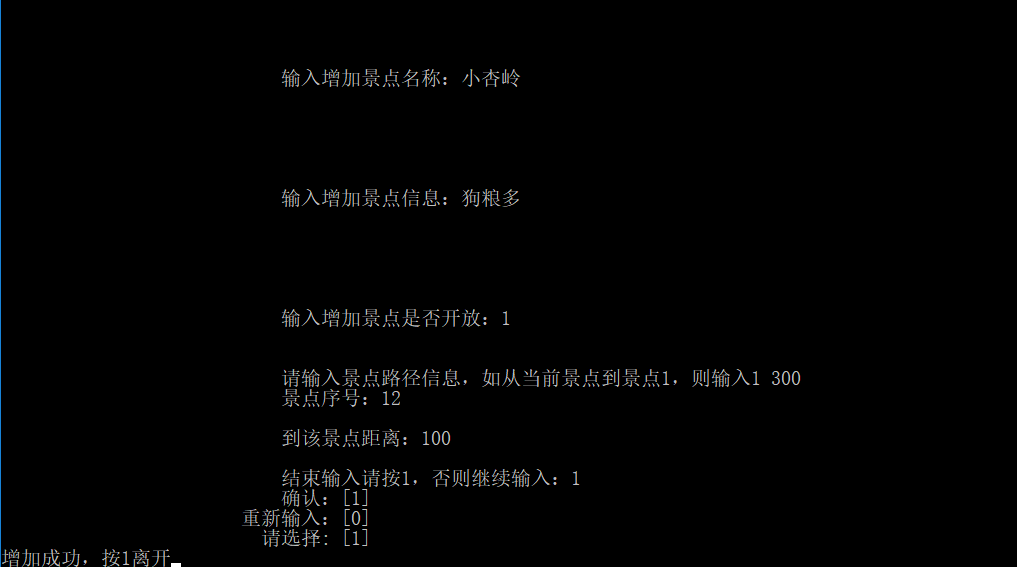 输入增加景点名称：小杏岭
输入增加景点信息：狗粮多
输入增加景点是否开放：1
请输入景点路径信息，如从当前景点到景点1，则输入1 300
景点序号：12
到该景点距离：100
结束输入请按1，否则继续输入：1
确认：[1]
重新输入：[0]
请选择：[1]
增加成功，按1离开